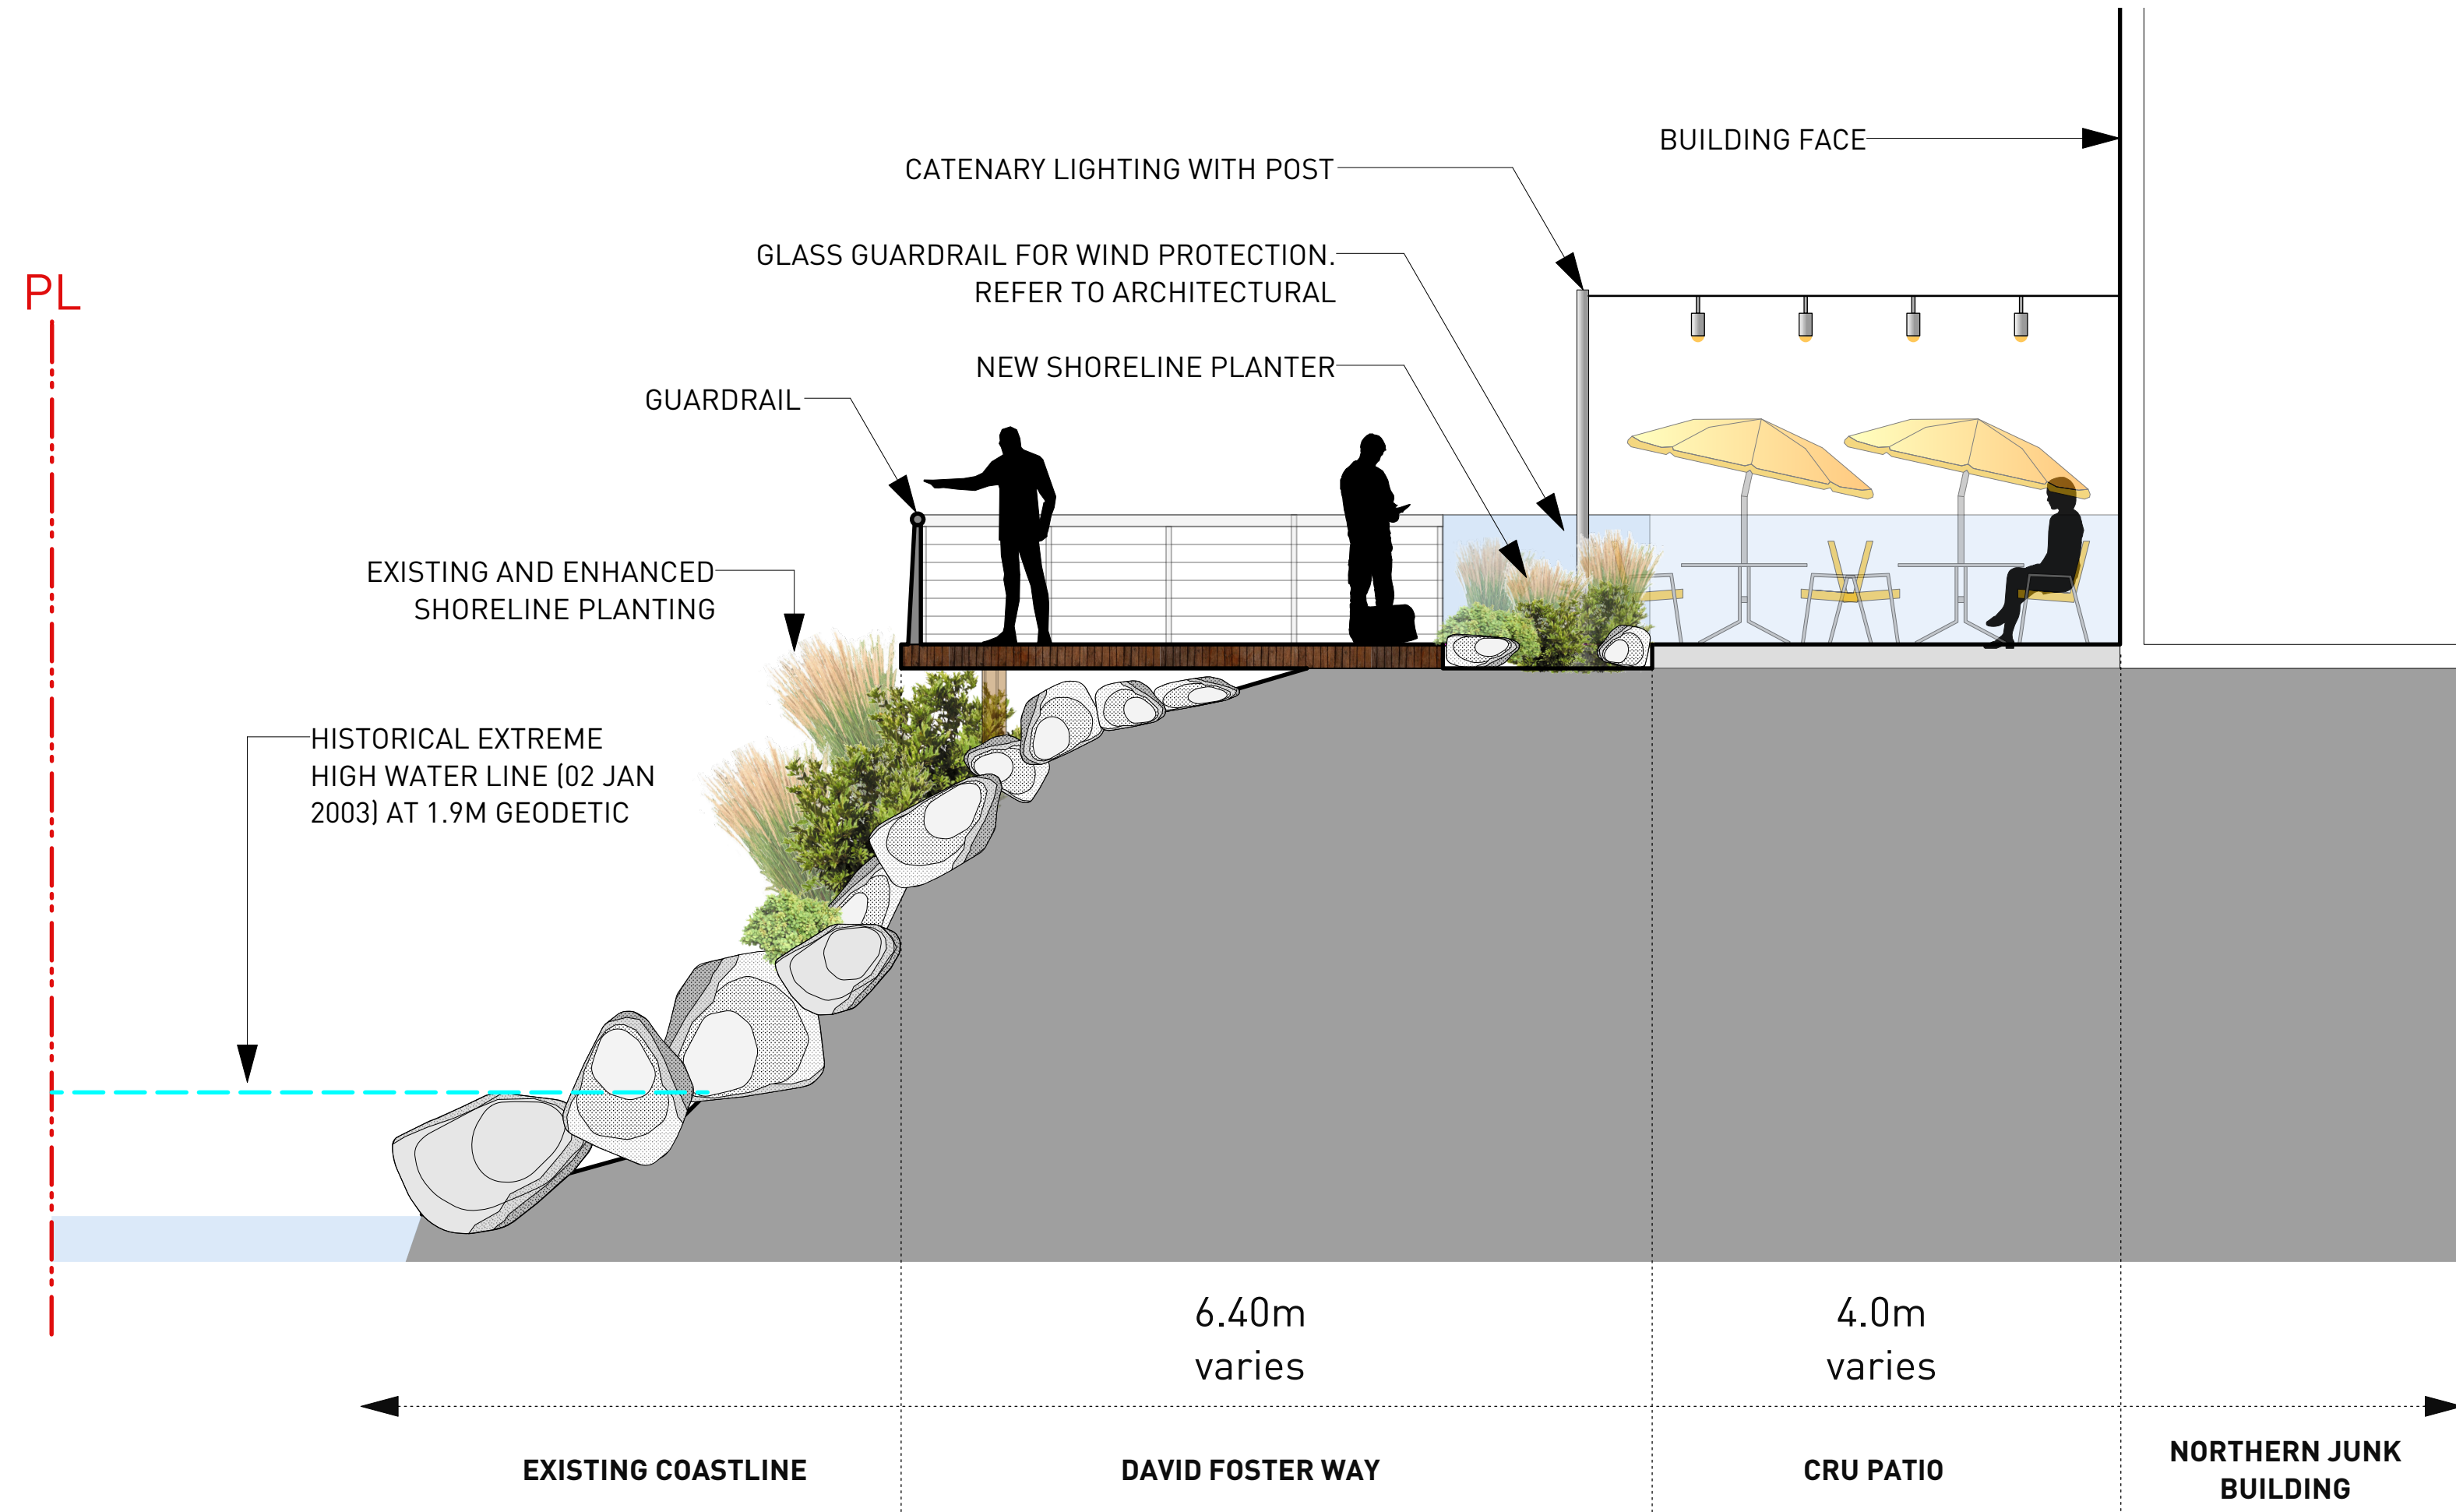 BUILDING FACE
CATENARY LIGHTING WITH POST
GLASS GUARDRAIL FOR WIND PROTECTION.
REFER TO ARCHITECTURAL
PL
NEW SHORELINE PLANTER
GUARDRAIL
EXISTING AND ENHANCED
SHORELINE PLANTING
HISTORICAL EXTREME
HIGH WATER LINE (02 JAN
2003) AT 1.9M GEODETIC
6.40m
varies
4.0m
varies
EXISTING COASTLINE
DAVID FOSTER WAY
CRU PATIO
NORTHERN JUNK
BUILDING